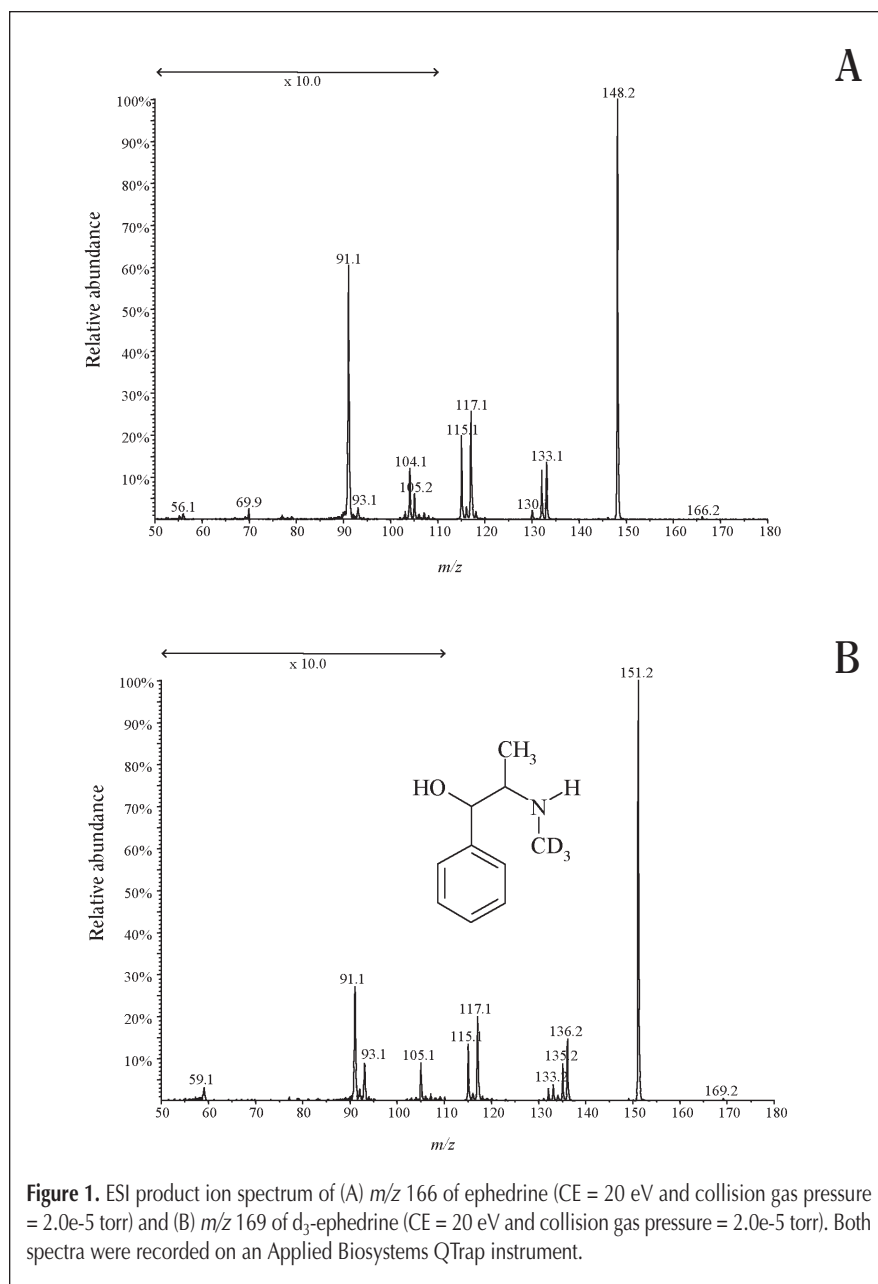 A
x 10.0
100%
90%
80%
70%
60%
50%
40%
30%
20%
10%
Relative abundance
148.2
91.1
117.1
115.1
133.1
104.1
105.2
93.1
130
69.9
56.1
166.2
50 60 70 80 90 100 110 120 130 140 150 160 170 180
m/z
B
x 10.0
100%
90%
80%
70%
60%
50%
40%
30%
20%
10%
Relative abundance
151.2
CH3
HO
N
H
CD3
91.1
117.1
115.1
136.2
135.2
93.1
105.1
133.2
59.1
169.2
50 60 70 80 90 100 110 120 130 140 150 160 170 180
m/z
Figure 1. ESI product ion spectrum of (A) m/z 166 of ephedrine (CE = 20 eV and collision gas pressure
= 2.0e-5 torr) and (B) m/z 169 of d3-ephedrine (CE = 20 eV and collision gas pressure = 2.0e-5 torr). Both
spectra were recorded on an Applied Biosystems QTrap instrument.